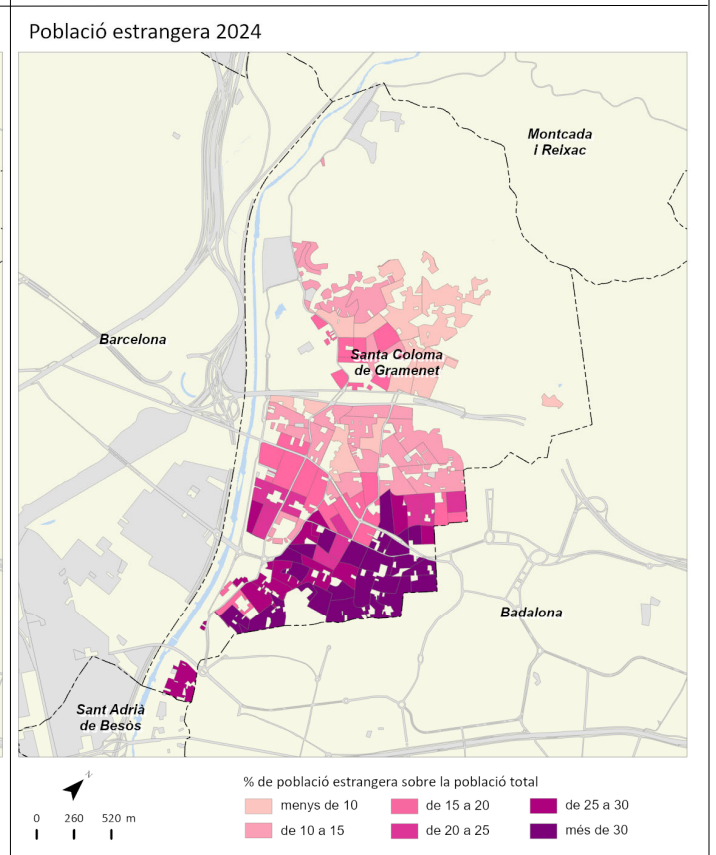 Població estrangera 2024
Montcada
i Reixac
Barcelona
Santa Coloma
de Gramenet
Badalona
Sant Adrià
de Besòs
N
% de població estrangera sobre la població total
0 260 520 m
menys de 10
de 15 a 20
de 25 a 30
de 10 a 15
de 20 a 25
més de 30